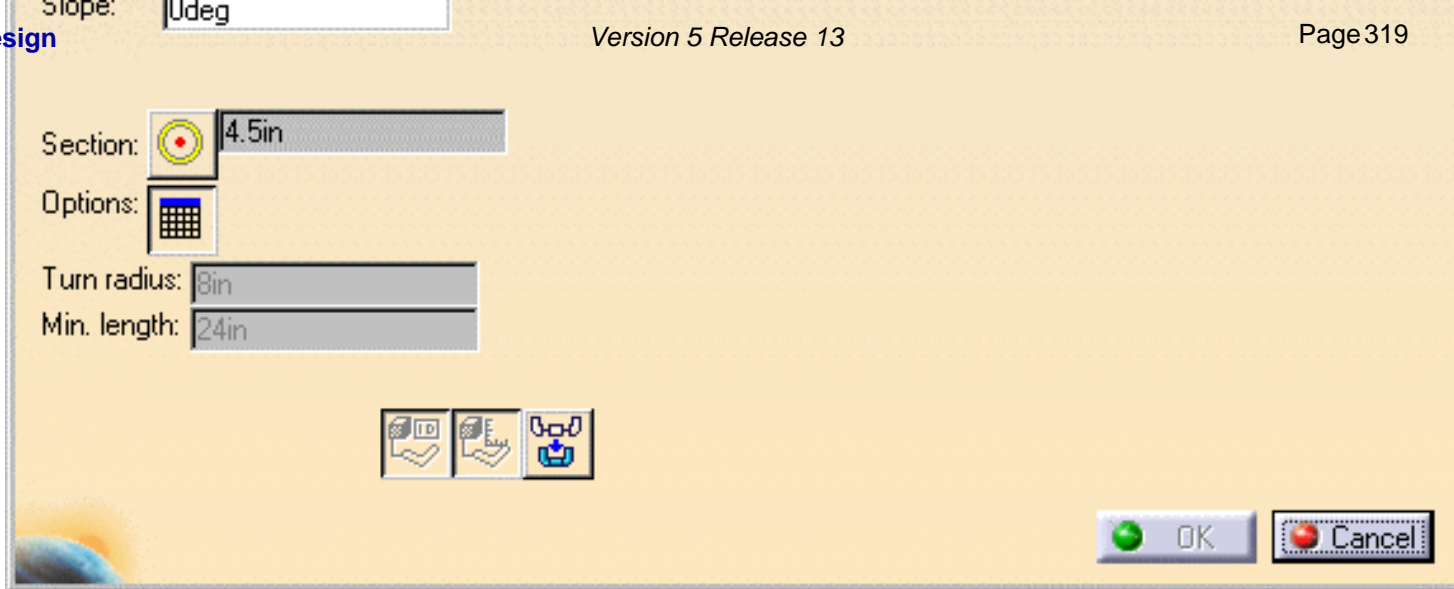 Slope: 0deg
esign Version 5 Release 13 Page 319
Section: 4.5in
Options:
Turn radius: 8in
Min. length: 24in
ID
OK Cancel